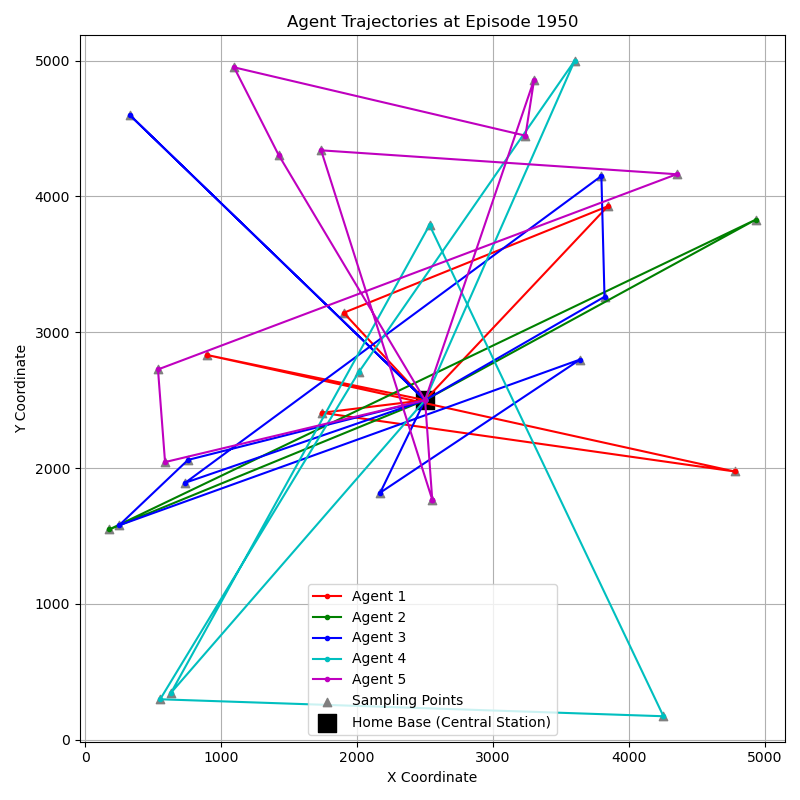 Agent Trajectories at Episode 1950
Y Coordinate
5000
4000
3000
2000
1000
0
Agent 1
Agent 2
Agent 3
Agent 4
Agent 5
Sampling Points
Home Base (Central Station)
0 1000 2000 3000 4000 5000
X Coordinate